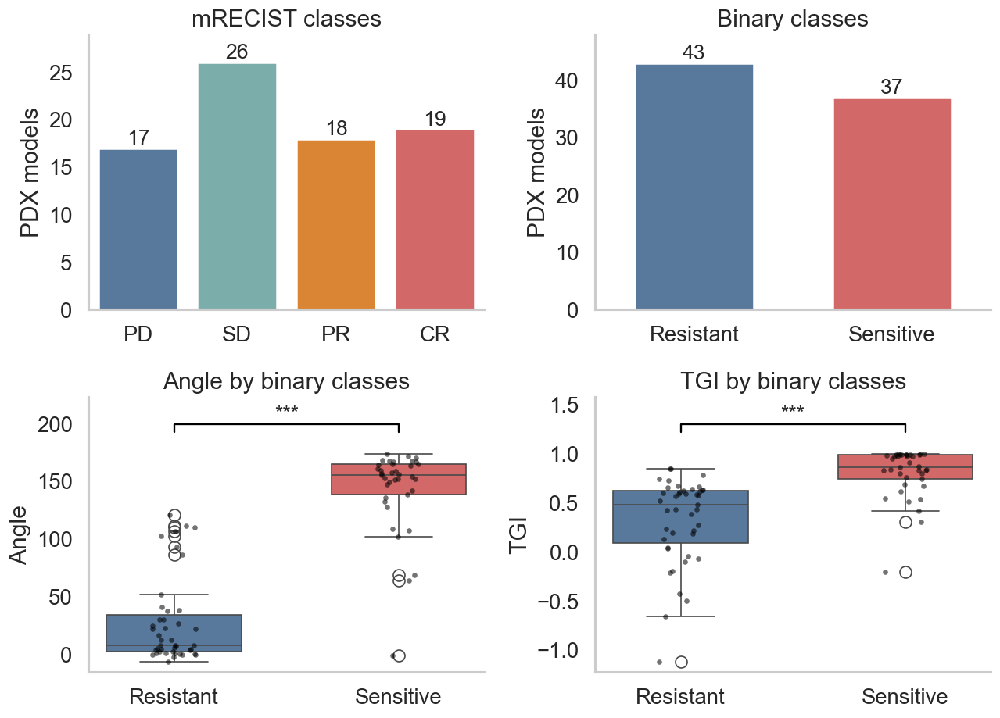 mRECIST classes
PDX models
25
20
15
10
5
0
17
26
18
19
PD
SD
PR
CR
Binary classes
PDX models
40
30
20
10
0
43
37
Resistant
Sensitive
Angle by binary classes
Angle
200
150
100
50
0
***
Resistant
Sensitive
TGI by binary classes
TGI
1.5
1.0
0.5
0.0
−0.5
−1.0
***
Resistant
Sensitive